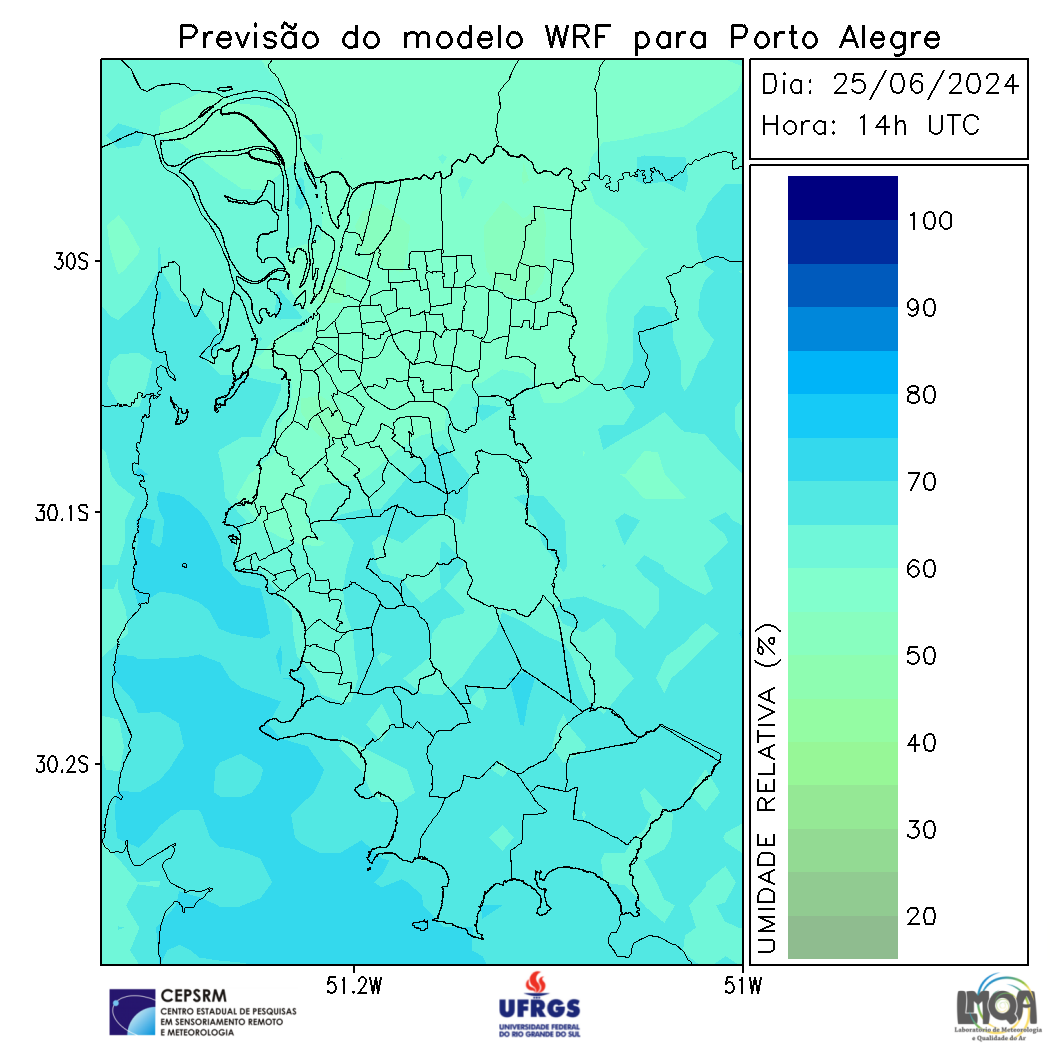 Previsão do modelo WRF para Porto Alegre
Dia: 25/06/2024
Hora: 14h UTC
100
90
80
70
60
50
40
30
20
UMIDADE RELATIVA (%)
30S
30.1S
30.2S
51.2W
51W
CEPSRM
CENTRO ESTADUAL DE PESQUISAS
EM SENSORIAMENTO REMOTO
E METEOROLOGIA
UFRGS
UNIVERSIDADE FEDERAL
DO RIO GRANDE DO SUL
LMQA
Laboratório de Meteorologia
e Qualidade do Ar